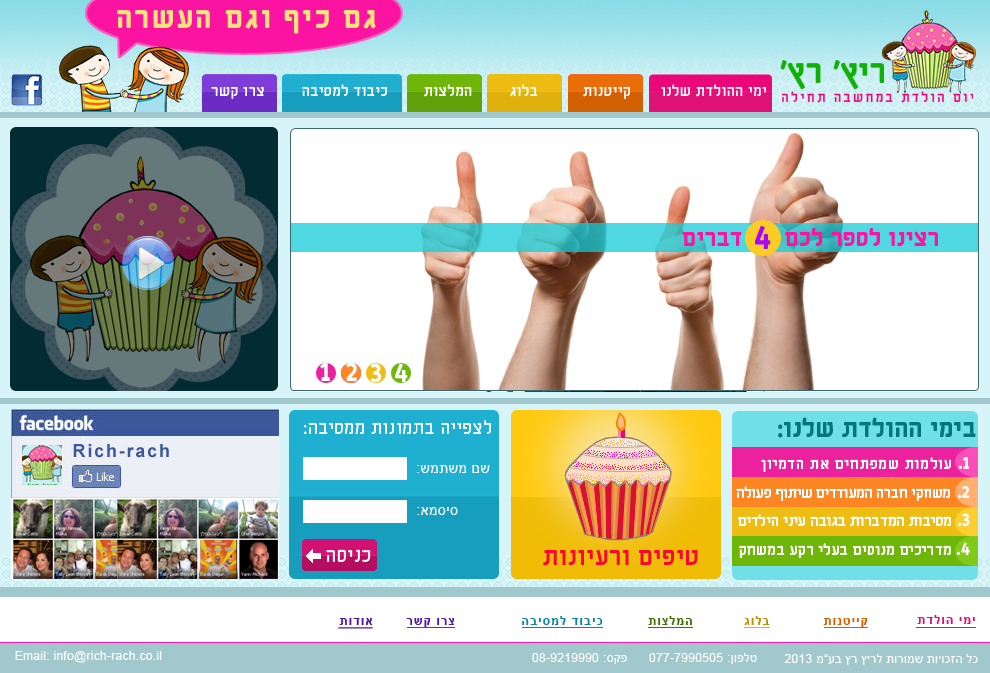 גם כיף וגם העשרה
ריץ' רץ'
יום הולדת במחשבה תחילה
ימי ההולדת שלנו
קייטנות
בלוג
המלצות
כיבוד למסיבה
צרו קשר
רצינו לספר לכם 4 דברים
1 2 3 4
בימי ההולדת שלנו:
1. עולמות שמפתחים את הדמיון
2. משחקי חברה המעודדים שיתוף פעולה
3. מסיבות המדברות בגובה עיני הילדים
4. מדריכים מנוסים בעלי רקע במשחק
טיפים ורעיונות
לצפייה בתמונות ממסיבה:
שם משתמש:
סיסמא:
כניסה
facebook
Rich-rach
Like
ימי הולדת
קייטנות
בלוג
המלצות
כיבוד למסיבה
צרו קשר
אודות
כל הזכויות שמורות לריץ רץ בע"מ 2013
טלפון: 077-7990505
פקס: 08-9219990
Email: info@rich-rach.co.il